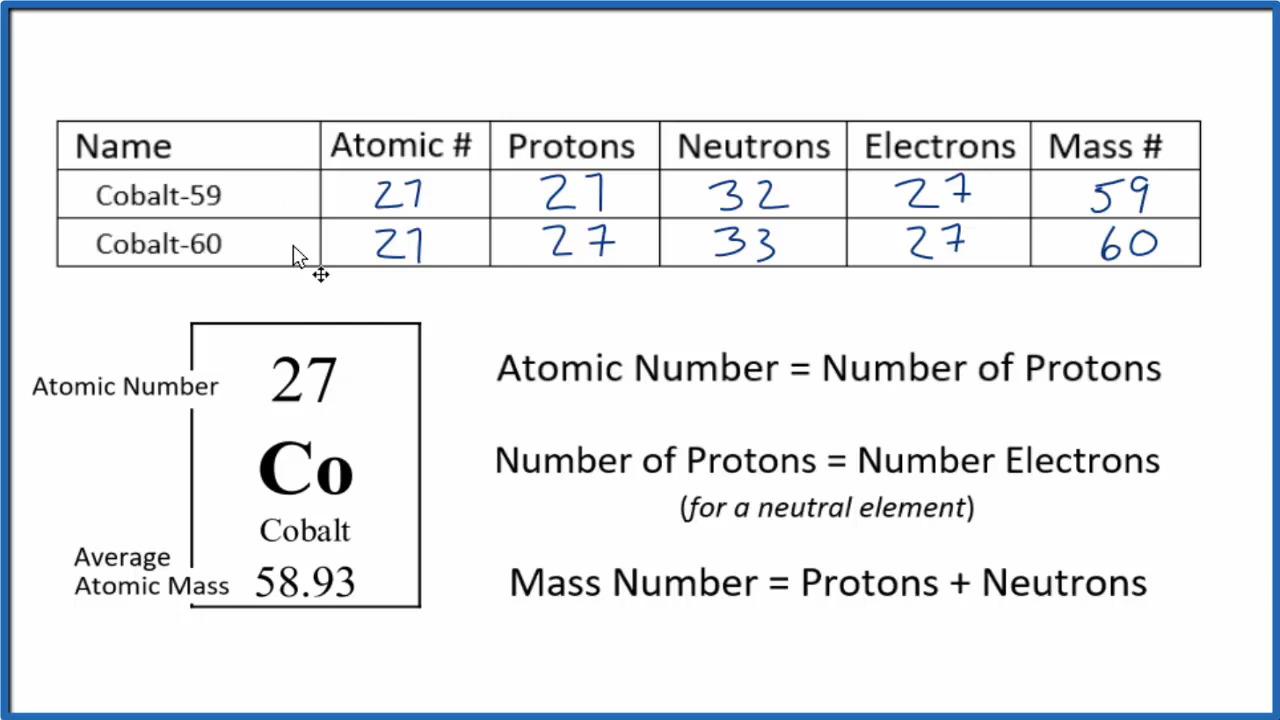 Name Atomic # Protons Neutrons Electrons Mass #
Cobalt-59 27 27 32 27 59
Cobalt-60 27 27 33 27 60
Atomic Number
27
Co
Cobalt
Average
Atomic Mass
58.93
Atomic Number = Number of Protons
Number of Protons = Number Electrons
(for a neutral element)
Mass Number = Protons + Neutrons